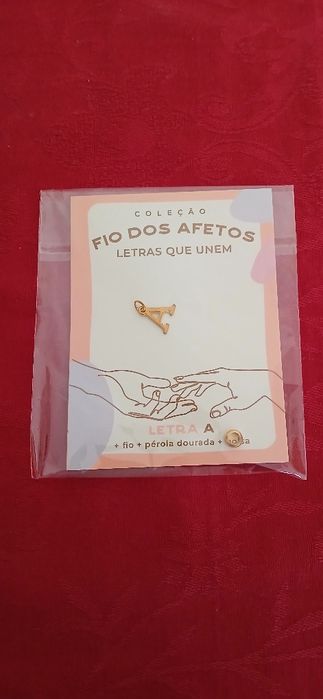 COLEÇÃO
FIO DOS AFETOS
LETRAS QUE UNEM
A
LETRA A
+ fio + pérola dourada +